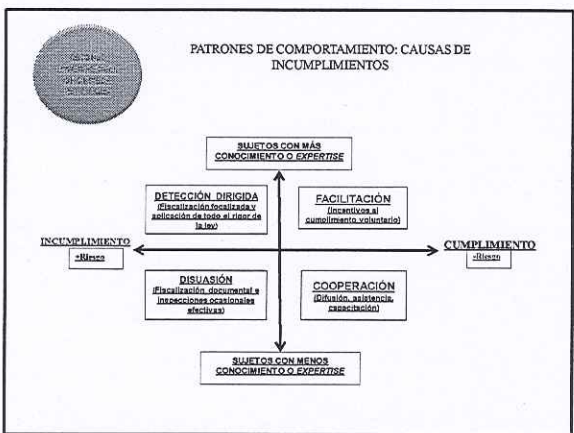 PATRONES DE COMPORTAMIENTO: CAUSAS DE
INCUMPLIMIENTOS
SUJETOS CON MÁS
CONOCIMIENTO O EXPERTISE
DETECCIÓN DIRIGIDA
(Fiscalización focalizada y
aplicación de todo el rigor de
la ley)
FACILITACIÓN
(Incentivos al
cumplimiento voluntario)
INCUMPLIMIENTO
+Riesgo
CUMPLIMIENTO
-Riesgo
DISUASIÓN
(Fiscalización, documental e
inspecciones ocasionales
efectivas)
COOPERACIÓN
(Difusión, asistencia,
capacitación)
SUJETOS CON MENOS
CONOCIMIENTO O EXPERTISE